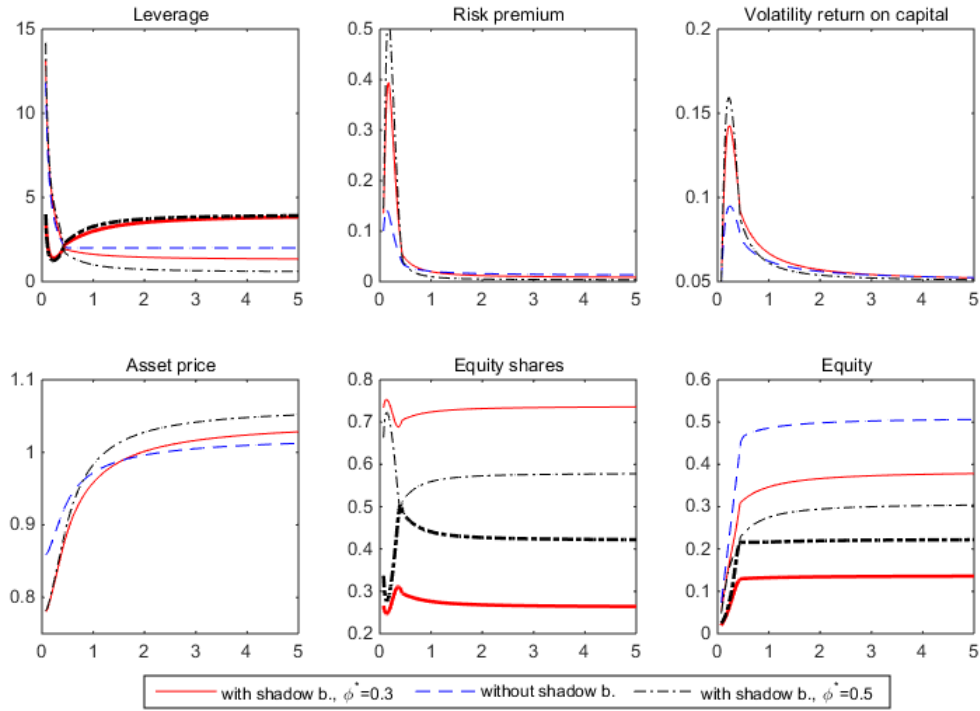 Leverage
Risk premium
Volatility return on capital
15
10
5
0
0 1 2 3 4 5
0.5
0.4
0.3
0.2
0.1
0
0 1 2 3 4 5
0.2
0.15
0.1
0.05
0 1 2 3 4 5
Asset price
Equity shares
Equity
1.1
1
0.9
0.8
0 1 2 3 4 5
0.8
0.7
0.6
0.5
0.4
0.3
0.2
0 1 2 3 4 5
0.6
0.5
0.4
0.3
0.2
0.1
0
0 1 2 3 4 5
with shadow b., ϕ*=0.3 without shadow b. with shadow b., ϕ*=0.5